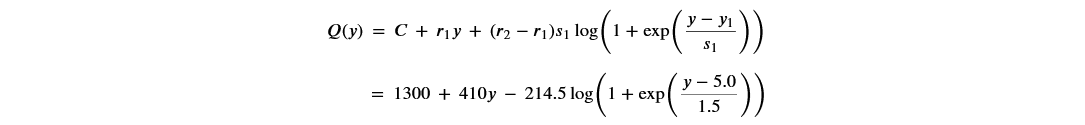 Q(y) = C + r₁y + (r₂ − r₁)s₁ log(1 + exp((y − y₁)/s₁))
= 1300 + 410y − 214.5 log(1 + exp((y − 5.0)/1.5))